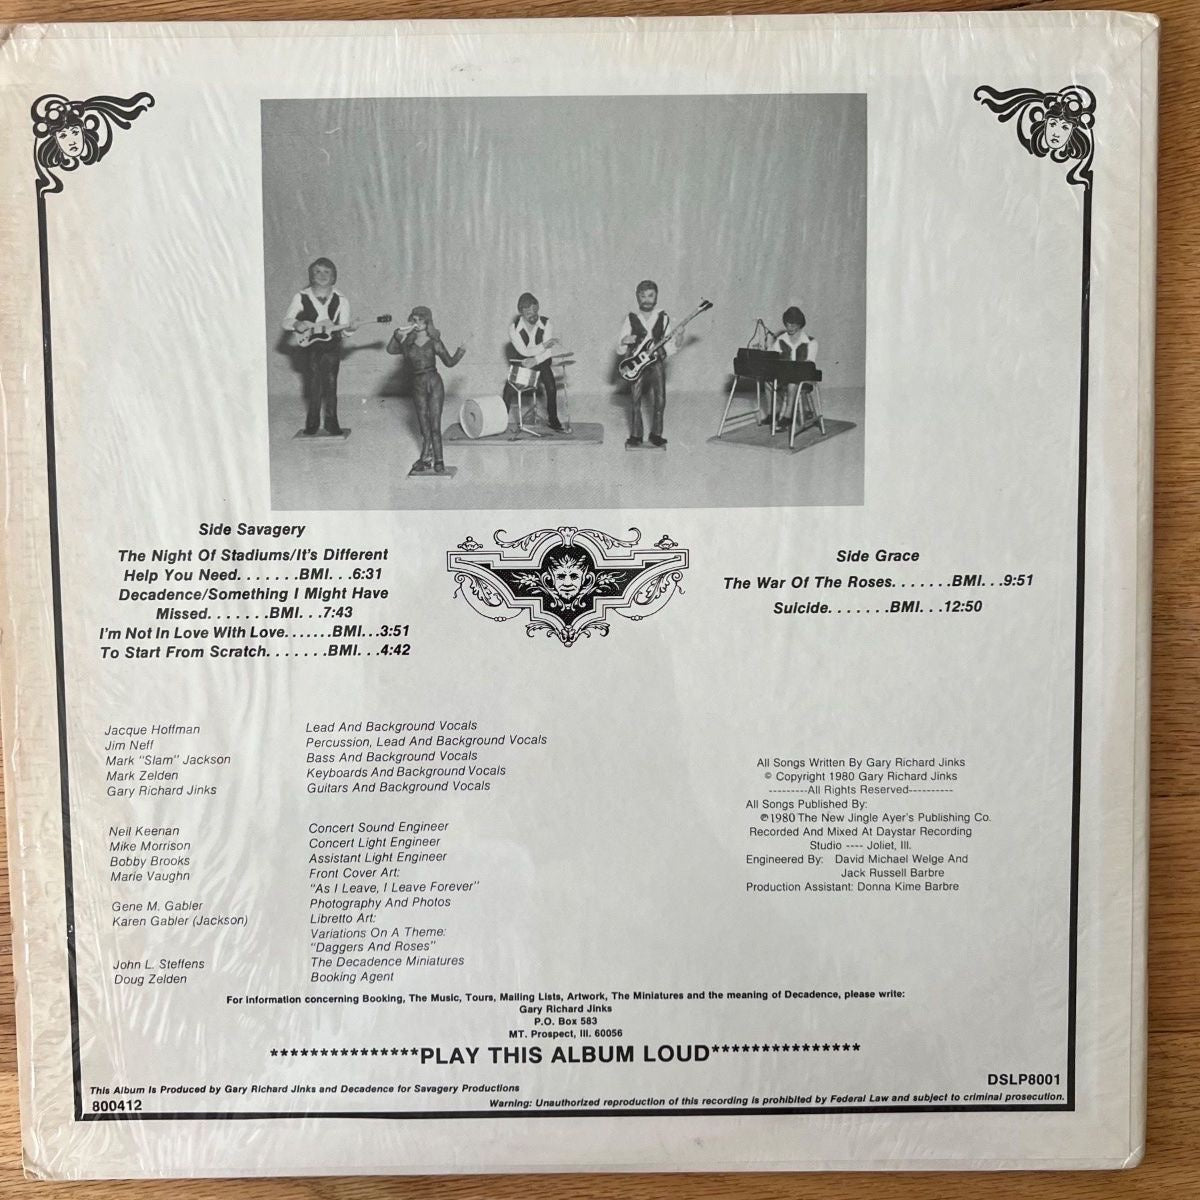 Side Savagery
The Night Of Stadiums/It's Different
Help You Need.......BMI...6:31
Decadence/Something I Might Have
Missed.......BMI...7:43
I'm Not In Love With Love.......BMI...3:51
To Start From Scratch.......BMI...4:42
Side Grace
The War Of The Roses.......BMI...9:51
Suicide.......BMI...12:50
Jacque Hoffman Lead And Background Vocals
Jim Neff Percussion, Lead And Background Vocals
Mark "Slam" Jackson Bass And Background Vocals
Mark Zelden Keyboards And Background Vocals
Gary Richard Jinks Guitars And Background Vocals
Neil Keenan Concert Sound Engineer
Mike Morrison Concert Light Engineer
Bobby Brooks Assistant Light Engineer
Marie Vaughn Front Cover Art:
"As I Leave, I Leave Forever"
Gene M. Gabler Photography And Photos
Karen Gabler (Jackson) Libretto Art:
Variations On A Theme:
"Daggers And Roses"
John L. Steffens The Decadence Miniatures
Doug Zelden Booking Agent
All Songs Written By Gary Richard Jinks
© Copyright 1980 Gary Richard Jinks
---------All Rights Reserved----------
All Songs Published By:
℗1980 The New Jingle Ayer's Publishing Co.
Recorded And Mixed At Daystar Recording
Studio ---- Joliet, Ill.
Engineered By: David Michael Welge And
Jack Russell Barbre
Production Assistant: Donna Kime Barbre
For information concerning Booking, The Music, Tours, Mailing Lists, Artwork, The Miniatures and the meaning of Decadence, please write:
Gary Richard Jinks
P.O. Box 583
MT. Prospect, Ill. 60056
***************PLAY THIS ALBUM LOUD***************
DSLP8001
This Album Is Produced by Gary Richard Jinks and Decadence for Savagery Productions
800412
Warning: Unauthorized reproduction of this recording is prohibited by Federal Law and subject to criminal prosecution.